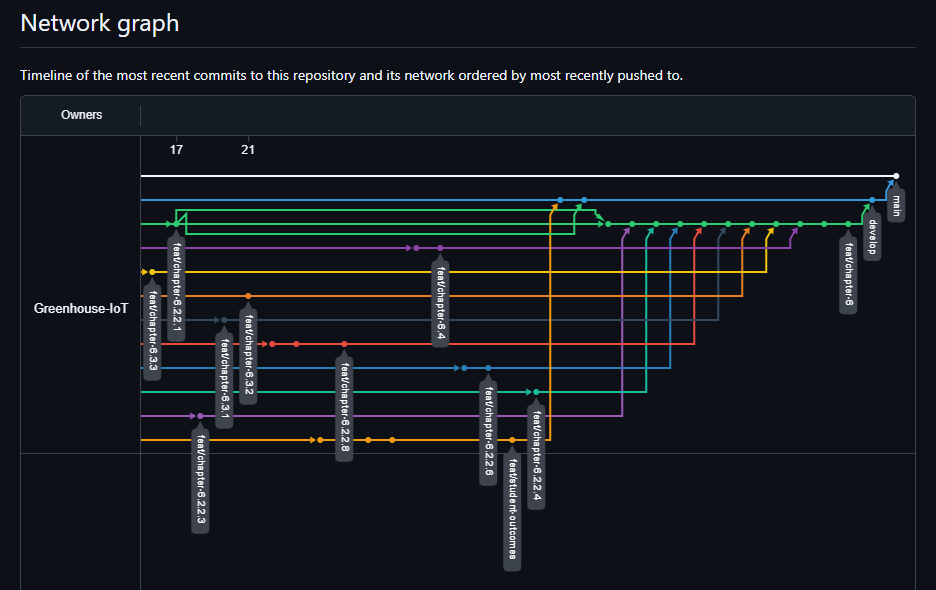 Network graph
Timeline of the most recent commits to this repository and its network ordered by most recently pushed to.
Owners
17
21
Greenhouse-IoT
main
develop
feat/chapter-6
feat/chapter-6.2.2.1
feat/chapter-6.4
feat/chapter-6.3.3
feat/chapter-6.3.2
feat/chapter-6.3.1
feat/chapter-6.2.2.8
feat/chapter-6.2.2.6
feat/chapter-6.2.2.4
feat/chapter-6.2.2.3
feat/student-outcomes